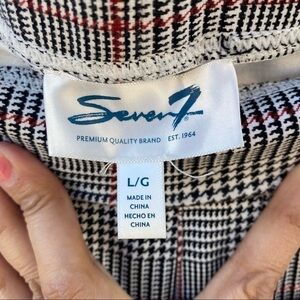 Seven7
PREMIUM QUALITY BRAND EST. 1964
L/G
MADE IN
CHINA
HECHO EN
CHINA